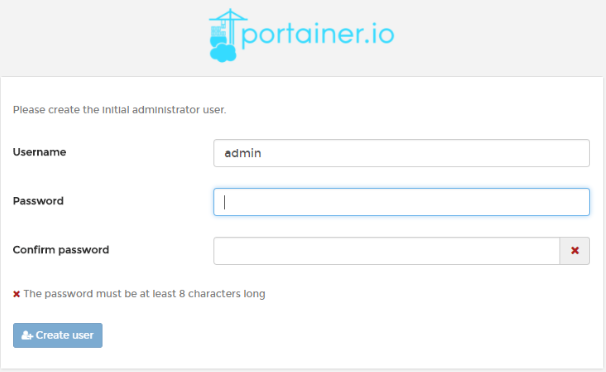 portainer.io
Please create the initial administrator user.
Username
admin
Password
Confirm password
The password must be at least 8 characters long
Create user